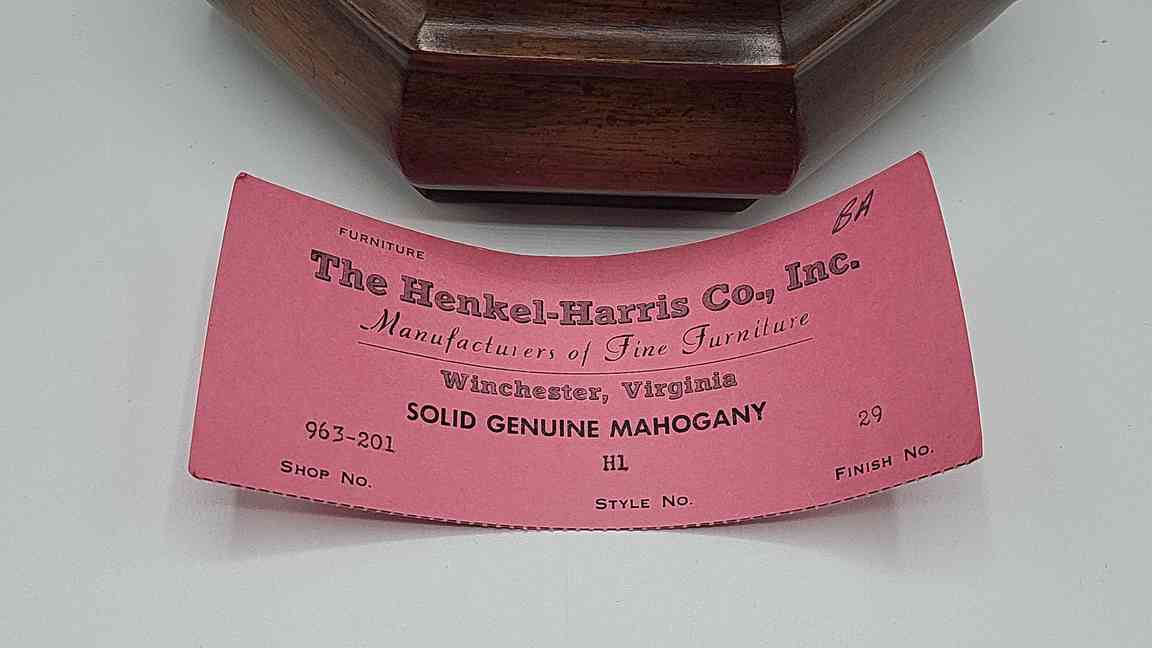 BA
FURNITURE
The Henkel-Harris Co., Inc.
Manufacturers of Fine Furniture
Winchester, Virginia
SOLID GENUINE MAHOGANY
963-201 H1 29
SHOP NO. STYLE NO. FINISH NO.